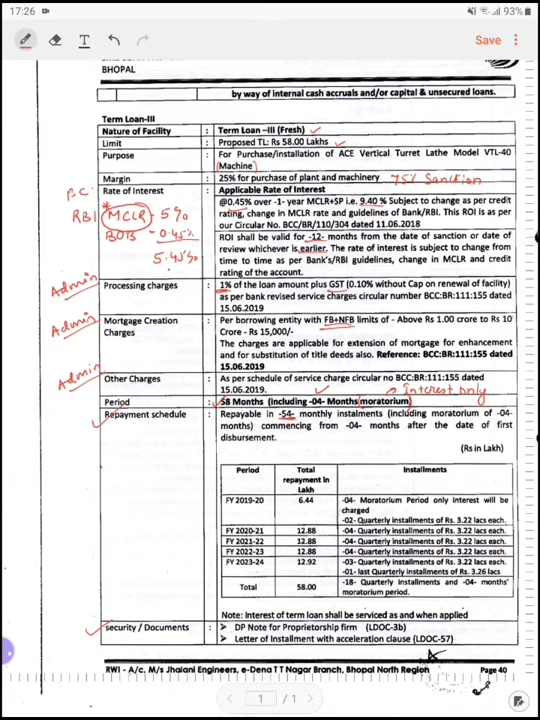 17:26
93%
Save
BHOPAL
by way of internal cash accruals and/or capital & unsecured loans.
Term Loan-III
Nature of Facility : Term Loan –III (Fresh)
Limit : Proposed TL: Rs 58.00 Lakhs
Purpose : For Purchase/installation of ACE Vertical Turret Lathe Model VTL-40
(Machine)
Margin : 25% for purchase of plant and machinery 75% Sanction
Rate of Interest : Applicable Rate of Interest
@0.45% over -1- year MCLR+SP i.e. 9.40 % Subject to change as per credit
rating, change in MCLR rate and guidelines of Bank/RBI. This ROI is as per
our Circular No. BCC/BR/110/304 dated 11.06.2018
ROI shall be valid for -12- months from the date of sanction or date of
review whichever is earlier. The rate of interest is subject to change from
time to time as per Bank's/RBI guidelines, change in MCLR and credit
rating of the account.
RBI * MCLR - 5%
BOB - 0.45%
5.45%
Admin
Processing charges : 1% of the loan amount plus GST (0.10% without Cap on renewal of facility)
as per bank revised service charges circular number BCC:BR:111:155 dated
15.06.2019
Admin
Mortgage Creation : Per borrowing entity with FB+NFB limits of - Above Rs 1.00 crore to Rs 10
Charges Crore - Rs 15,000/-
The charges are applicable for extension of mortgage for enhancement
and for substitution of title deeds also. Reference: BCC:BR:111:155 dated
15.06.2019
Admin
Other Charges : As per schedule of service charge circular no BCC:BR:111:155 dated
15.06.2019.
Interest only
Period : 58 Months (including -04- Months moratorium)
Repayment schedule : Repayable in -54- monthly instalments (including moratorium of -04-
months) commencing from -04- months after the date of first
disbursement.
(Rs in Lakh)
Period Total repayment in Lakh Installments
FY 2019-20 6.44 -04- Moratorium Period only interest will be
charged
-02- Quarterly installments of Rs. 3.22 lacs each.
FY 2020-21 12.88 -04- Quarterly installments of Rs. 3.22 lacs each.
FY 2021-22 12.88 -04- Quarterly installments of Rs. 3.22 lacs each.
FY 2022-23 12.88 -04- Quarterly installments of Rs. 3.22 lacs each.
FY 2023-24 12.92 -03- Quarterly installments of Rs. 3.22 lacs each.
-01- last Quarterly installments of Rs. 3.26 lacs
Total 58.00 -18- Quarterly Installments and -04- months'
moratorium period.
Note: Interest of term loan shall be serviced as and when applied
security / Documents : ➢ DP Note for Proprietorship firm (LDOC-3b)
➢ Letter of Installment with acceleration clause (LDOC-57)
RWI - A/c. M/s Jhalani Engineers, e-Dena T T Nagar Branch, Bhopal North Region Page 40
1 / 1